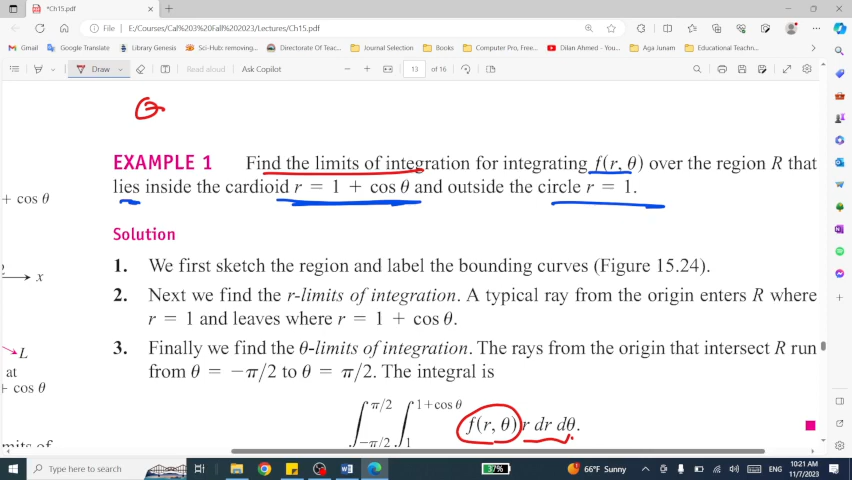 *Ch15.pdf
File
E:/Courses/Cal%203%20Fall%202023/Lectures/Ch15.pdf
Gmail
Google Translate
Library Genesis
Sci-Hub: removing...
Directorate Of Teac...
Journal Selection
Books
Computer Pro, Free...
Dilan Ahmed - You...
Aga Junam
Educational Teachn...
Draw
Read aloud
Ask Copilot
13 of 16
EXAMPLE 1 Find the limits of integration for integrating f(r, θ) over the region R that
lies inside the cardioid r = 1 + cos θ and outside the circle r = 1.
+ cos θ
Solution
1. We first sketch the region and label the bounding curves (Figure 15.24).
x
2. Next we find the r-limits of integration. A typical ray from the origin enters R where
r = 1 and leaves where r = 1 + cos θ.
3. Finally we find the θ-limits of integration. The rays from the origin that intersect R run
L
from θ = −π/2 to θ = π/2. The integral is
at
+ cos θ
∫_{−π/2}^{π/2} ∫_{1}^{1+cos θ} f(r, θ) r dr dθ.
mits of
Type here to search
37%
66°F Sunny
ENG
10:21 AM
11/7/2023